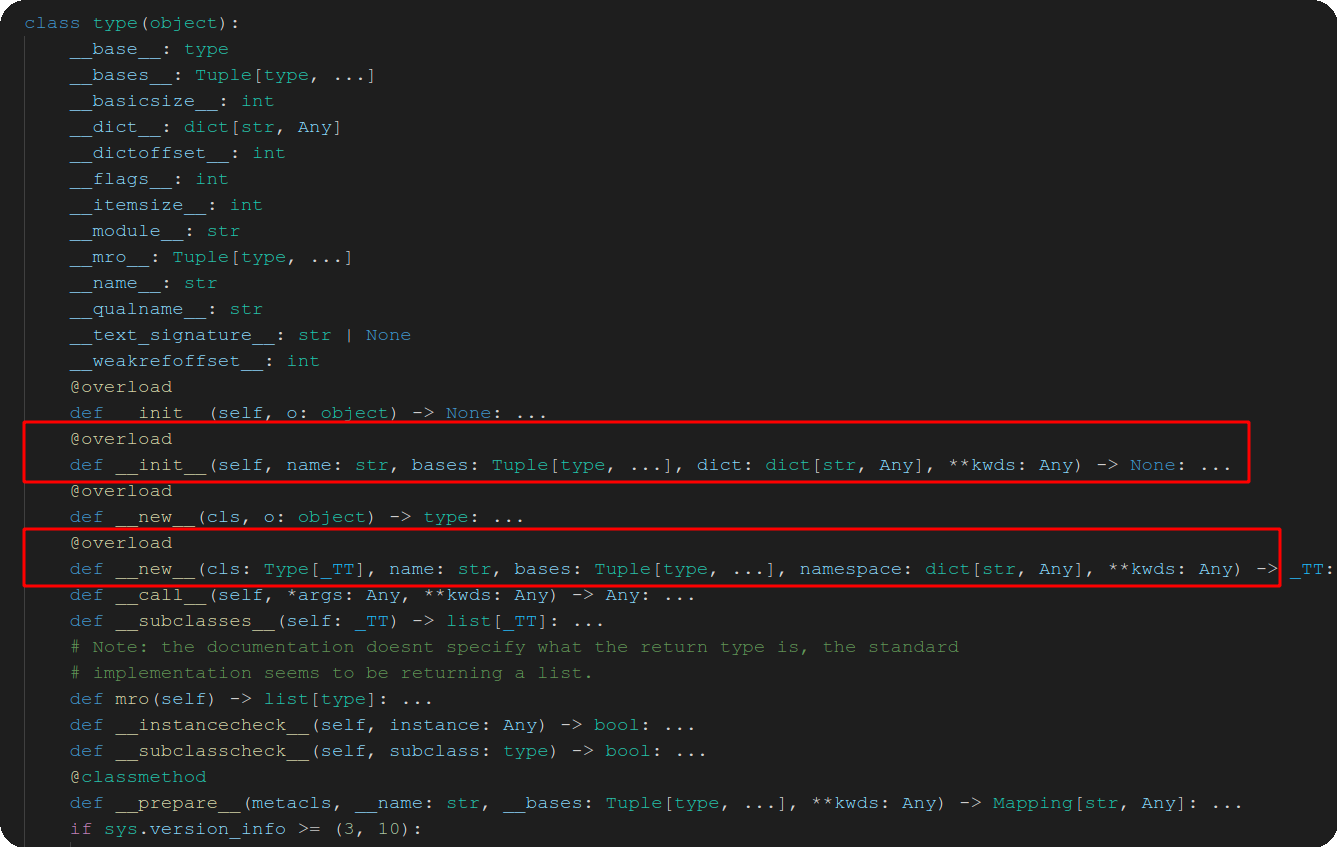 class type(object):
    __base__: type
    __bases__: Tuple[type, ...]
    __basicsize__: int
    __dict__: dict[str, Any]
    __dictoffset__: int
    __flags__: int
    __itemsize__: int
    __module__: str
    __mro__: Tuple[type, ...]
    __name__: str
    __qualname__: str
    __text_signature__: str | None
    __weakrefoffset__: int
    @overload
    def __init__(self, o: object) -> None: ...
    @overload
    def __init__(self, name: str, bases: Tuple[type, ...], dict: dict[str, Any], **kwds: Any) -> None: ...
    @overload
    def __new__(cls, o: object) -> type: ...
    @overload
    def __new__(cls: Type[_TT], name: str, bases: Tuple[type, ...], namespace: dict[str, Any], **kwds: Any) -> _TT:
    def __call__(self, *args: Any, **kwds: Any) -> Any: ...
    def __subclasses__(self: _TT) -> list[_TT]: ...
    # Note: the documentation doesnt specify what the return type is, the standard
    # implementation seems to be returning a list.
    def mro(self) -> list[type]: ...
    def __instancecheck__(self, instance: Any) -> bool: ...
    def __subclasscheck__(self, subclass: type) -> bool: ...
    @classmethod
    def __prepare__(metacls, __name: str, __bases: Tuple[type, ...], **kwds: Any) -> Mapping[str, Any]: ...
    if sys.version_info >= (3, 10):